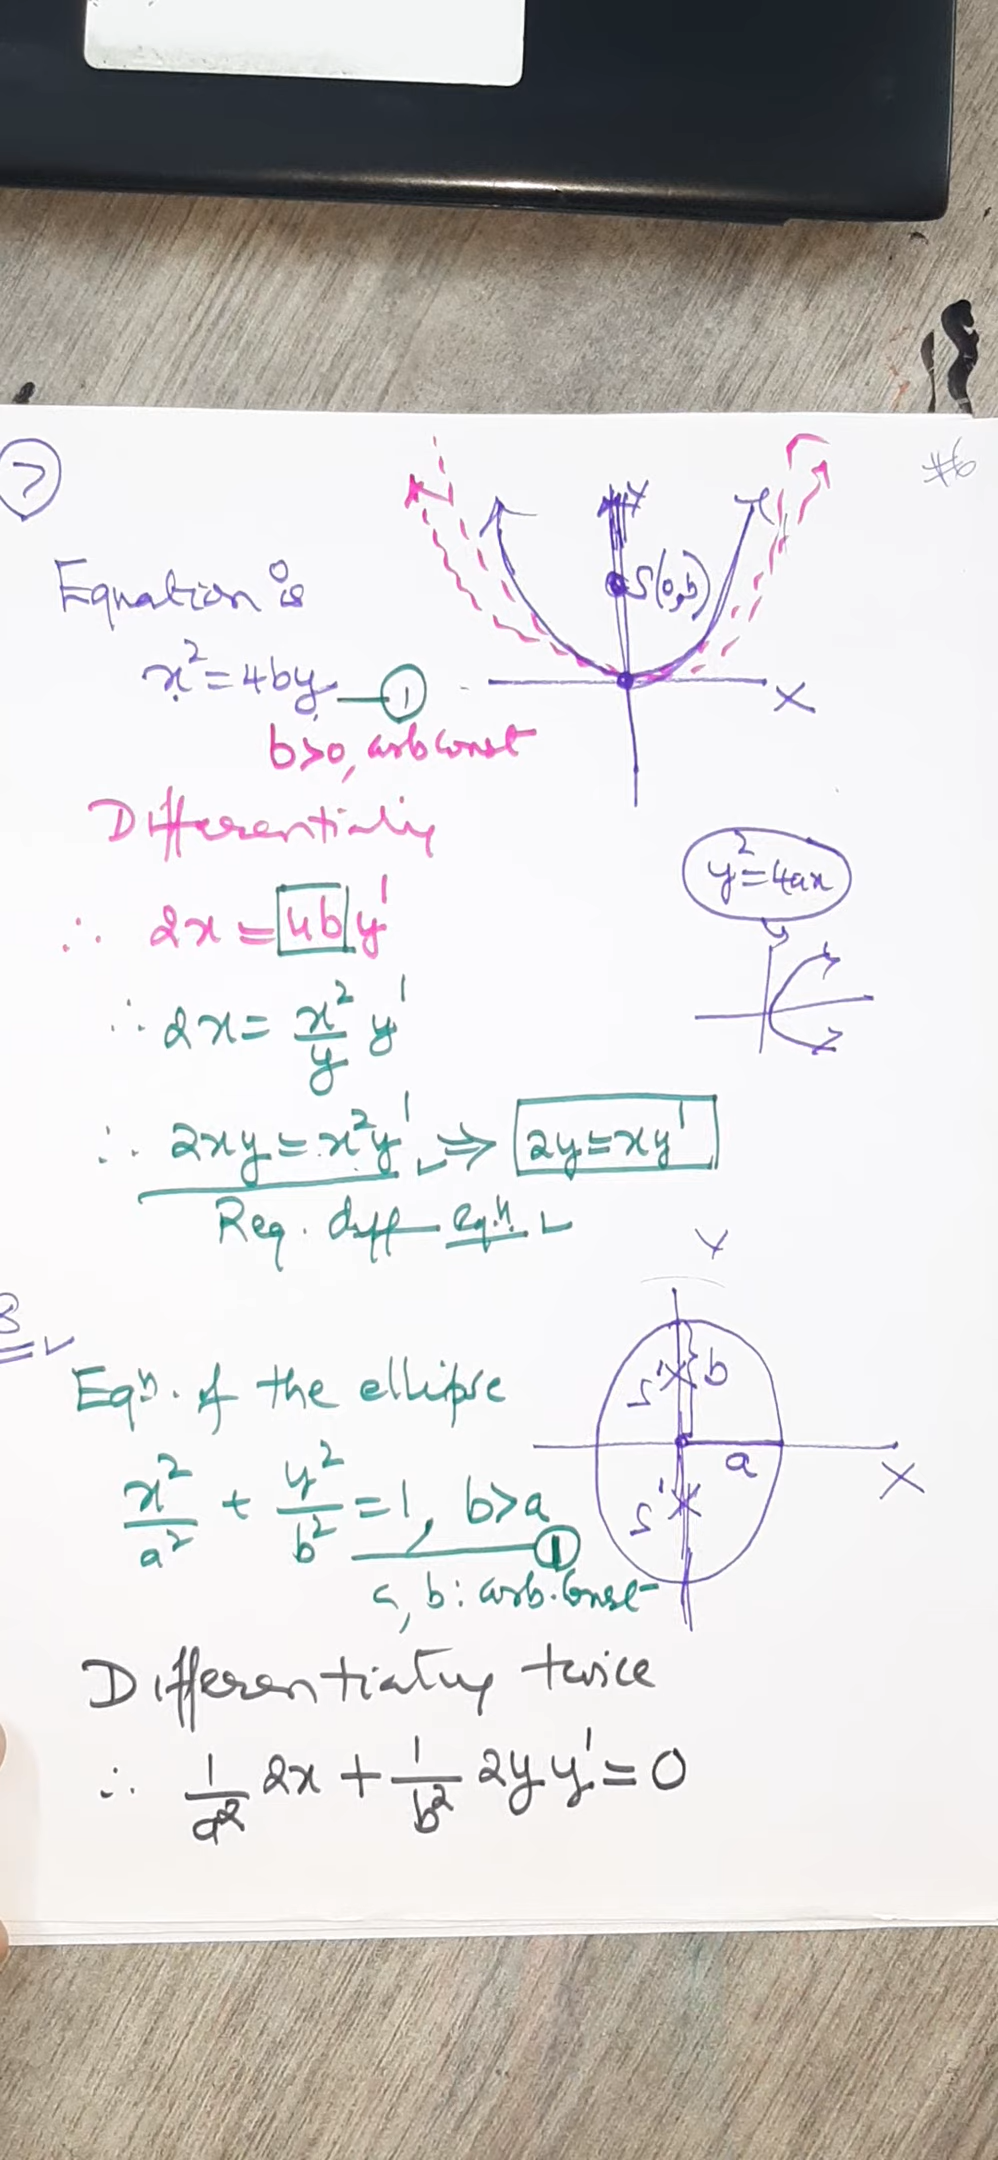 7
#6
Y
S(0,b)
X
Equation is
x² = 4by —①
b>0, arb const
Differentiating
∴ 2x = 4b y'
y² = 4ax
∴ 2x = x²/y y'
∴ 2xy = x²y' ⇒ 2y = xy'
Req. diff eqn.
Y
8
Eqn. of the ellipse
S'
b
a
X
S'
x²/a² + y²/b² = 1, b>a —①
a, b : arb. const
Differentiating twice
∴ 1/a² 2x + 1/b² 2y y' = 0